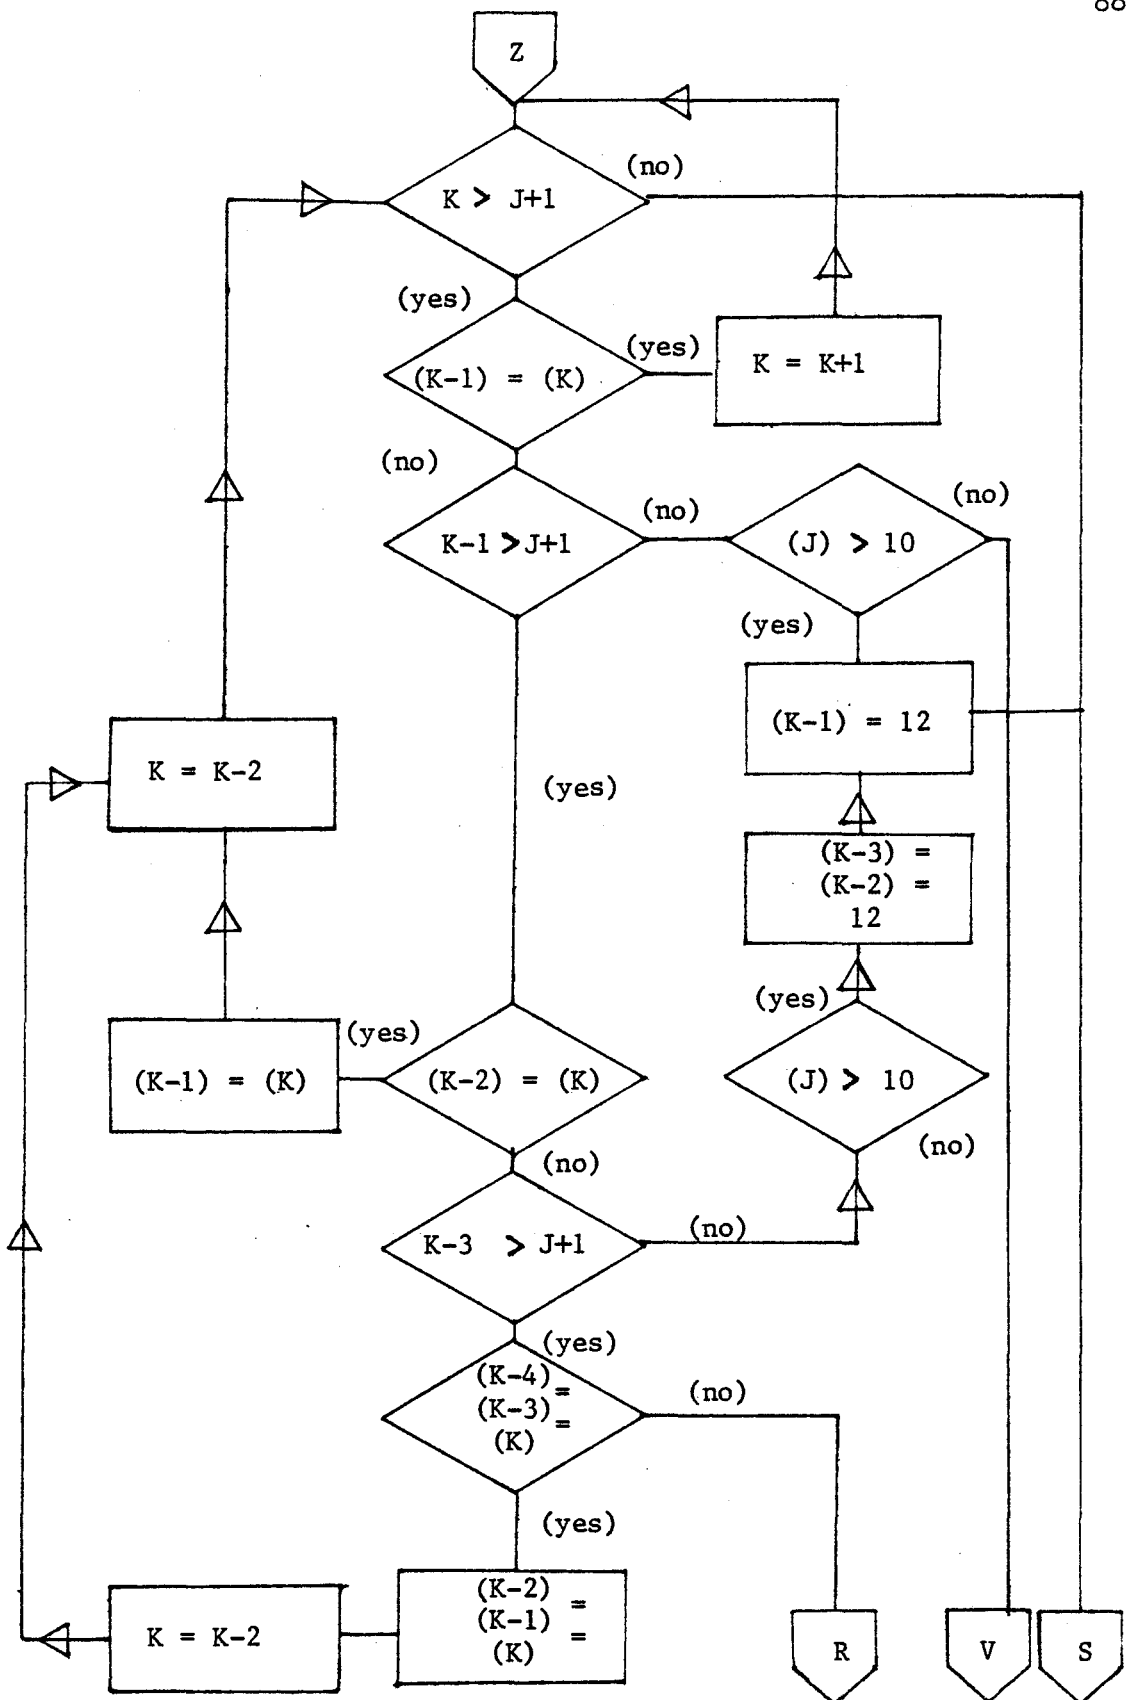 88
Z
(no)
K > J+1
(yes)
(yes)
K = K+1
(K-1) = (K)
(no)
(no)
(no)
K-1 > J+1
(J) > 10
(yes)
(K-1) = 12
K = K-2
(yes)
(K-3) =
(K-2) =
12
(yes)
(yes)
(K-1) = (K)
(K-2) = (K)
(J) > 10
(no)
(no)
(no)
K-3 > J+1
(yes)
(K-4) =
(K-3) =
(K)
(no)
(yes)
(K-2) =
(K-1) =
(K)
K = K-2
R
V
S